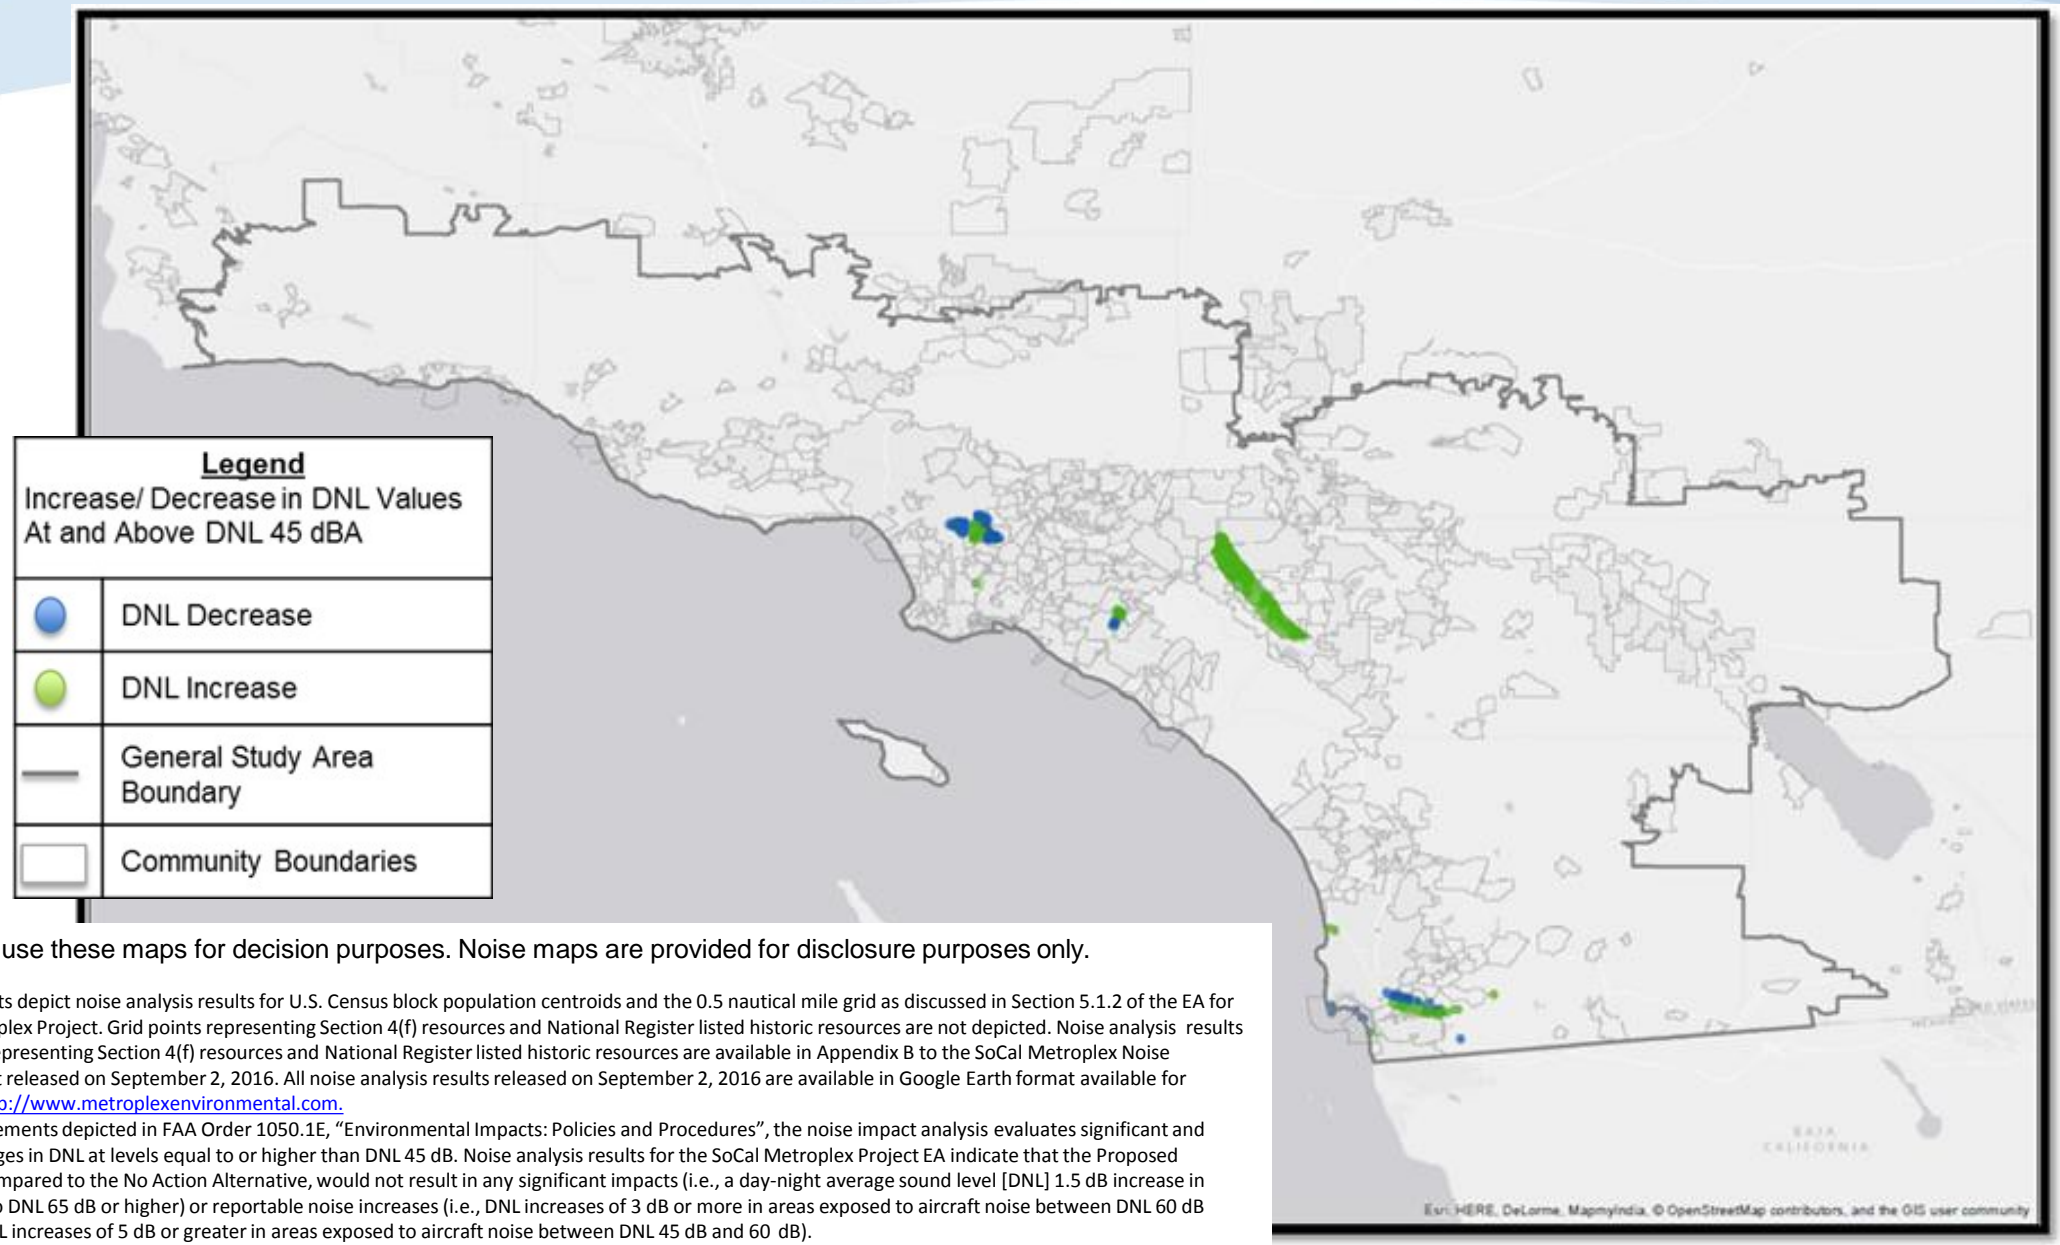 Legend
Increase/ Decrease in DNL Values
At and Above DNL 45 dBA
DNL Decrease
DNL Increase
General Study Area
Boundary
Community Boundaries
use these maps for decision purposes. Noise maps are provided for disclosure purposes only.
ts depict noise analysis results for U.S. Census block population centroids and the 0.5 nautical mile grid as discussed in Section 5.1.2 of the EA for
plex Project. Grid points representing Section 4(f) resources and National Register listed historic resources are not depicted. Noise analysis results
epresenting Section 4(f) resources and National Register listed historic resources are available in Appendix B to the SoCal Metroplex Noise
t released on September 2, 2016. All noise analysis results released on September 2, 2016 are available in Google Earth format available for
p://www.metroplexenvironmental.com.
ements depicted in FAA Order 1050.1E, “Environmental Impacts: Policies and Procedures”, the noise impact analysis evaluates significant and
ges in DNL at levels equal to or higher than DNL 45 dB. Noise analysis results for the SoCal Metroplex Project EA indicate that the Proposed
mpared to the No Action Alternative, would not result in any significant impacts (i.e., a day-night average sound level [DNL] 1.5 dB increase in
o DNL 65 dB or higher) or reportable noise increases (i.e., DNL increases of 3 dB or more in areas exposed to aircraft noise between DNL 60 dB
L increases of 5 dB or greater in areas exposed to aircraft noise between DNL 45 dB and 60 dB).
BAJA
CALIFORNIA
Esri, HERE, DeLorme, MapmyIndia, © OpenStreetMap contributors, and the GIS user community